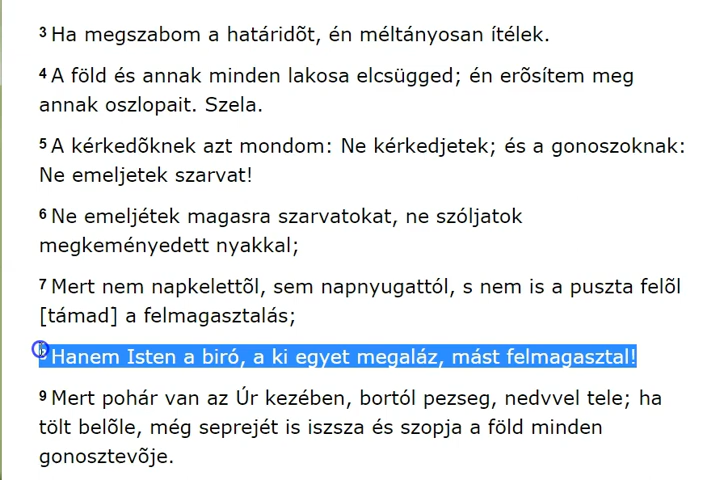 3 Ha megszabom a határidõt, én méltányosan ítélek.
4 A föld és annak minden lakosa elcsügged; én erõsítem meg
annak oszlopait. Szela.
5 A kérkedõknek azt mondom: Ne kérkedjetek; és a gonoszoknak:
Ne emeljetek szarvat!
6 Ne emeljétek magasra szarvatokat, ne szóljatok
megkeményedett nyakkal;
7 Mert nem napkelettõl, sem napnyugattól, s nem is a puszta felõl
[támad] a felmagasztalás;
Hanem Isten a biró, a ki egyet megaláz, mást felmagasztal!
9 Mert pohár van az Úr kezében, bortól pezseg, nedvvel tele; ha
tölt belõle, még seprejét is iszsza és szopja a föld minden
gonosztevõje.